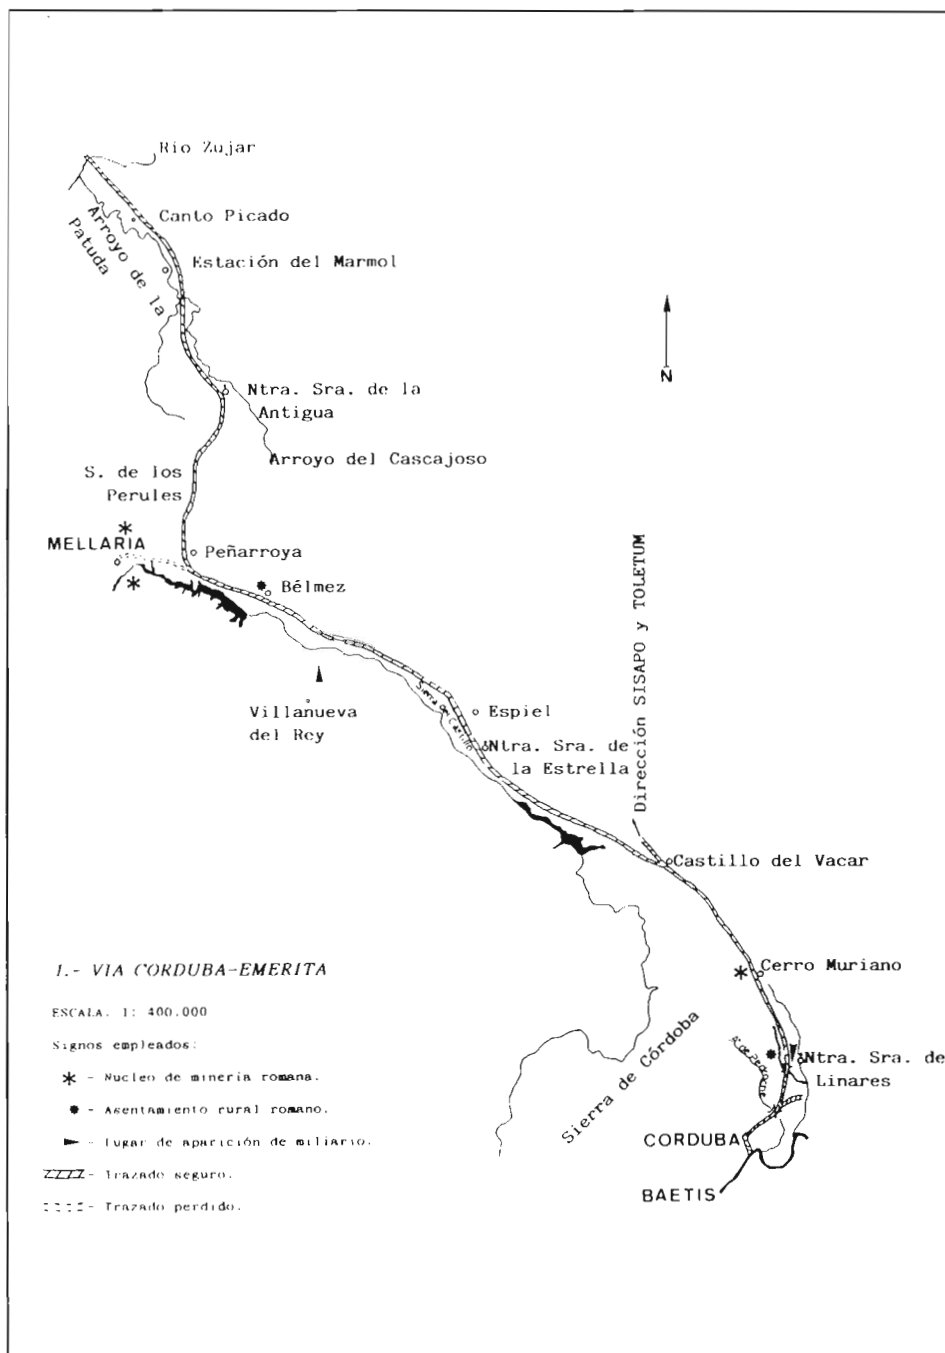 Rio Zujar
Canto Picado
Arroyo de la
Patuda
Estación del Marmol
N
Ntra. Sra. de la
Antigua
Arroyo del Cascajoso
S. de los
Perules
MELLARIA
Peñarroya
Bélmez
Dirección SISAPO y TOLETUM
Villanueva
del Rey
Sierra del Castillo
Espiel
Ntra. Sra. de
la Estrella
Castillo del Vacar
Cerro Muriano
Sierra de Córdoba
Ntra. Sra. de
Linares
CORDUBA
BAETIS
1.- VIA CORDUBA-EMERITA
ESCALA. 1: 400.000
Signos empleados:
- Nucleo de mineria romana.
- Asentamiento rural romano.
- Lugar de aparición de miliario.
- Trazado seguro.
- Trazado perdido.